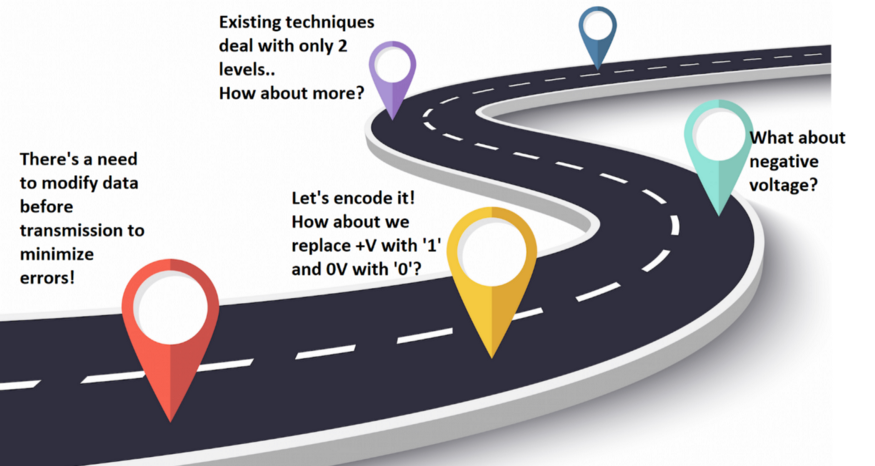 Existing techniques
deal with only 2
levels..
How about more?
What about
negative
voltage?
There's a need
to modify data
before
transmission to
minimize
errors!
Let's encode it!
How about we
replace +V with '1'
and 0V with '0'?